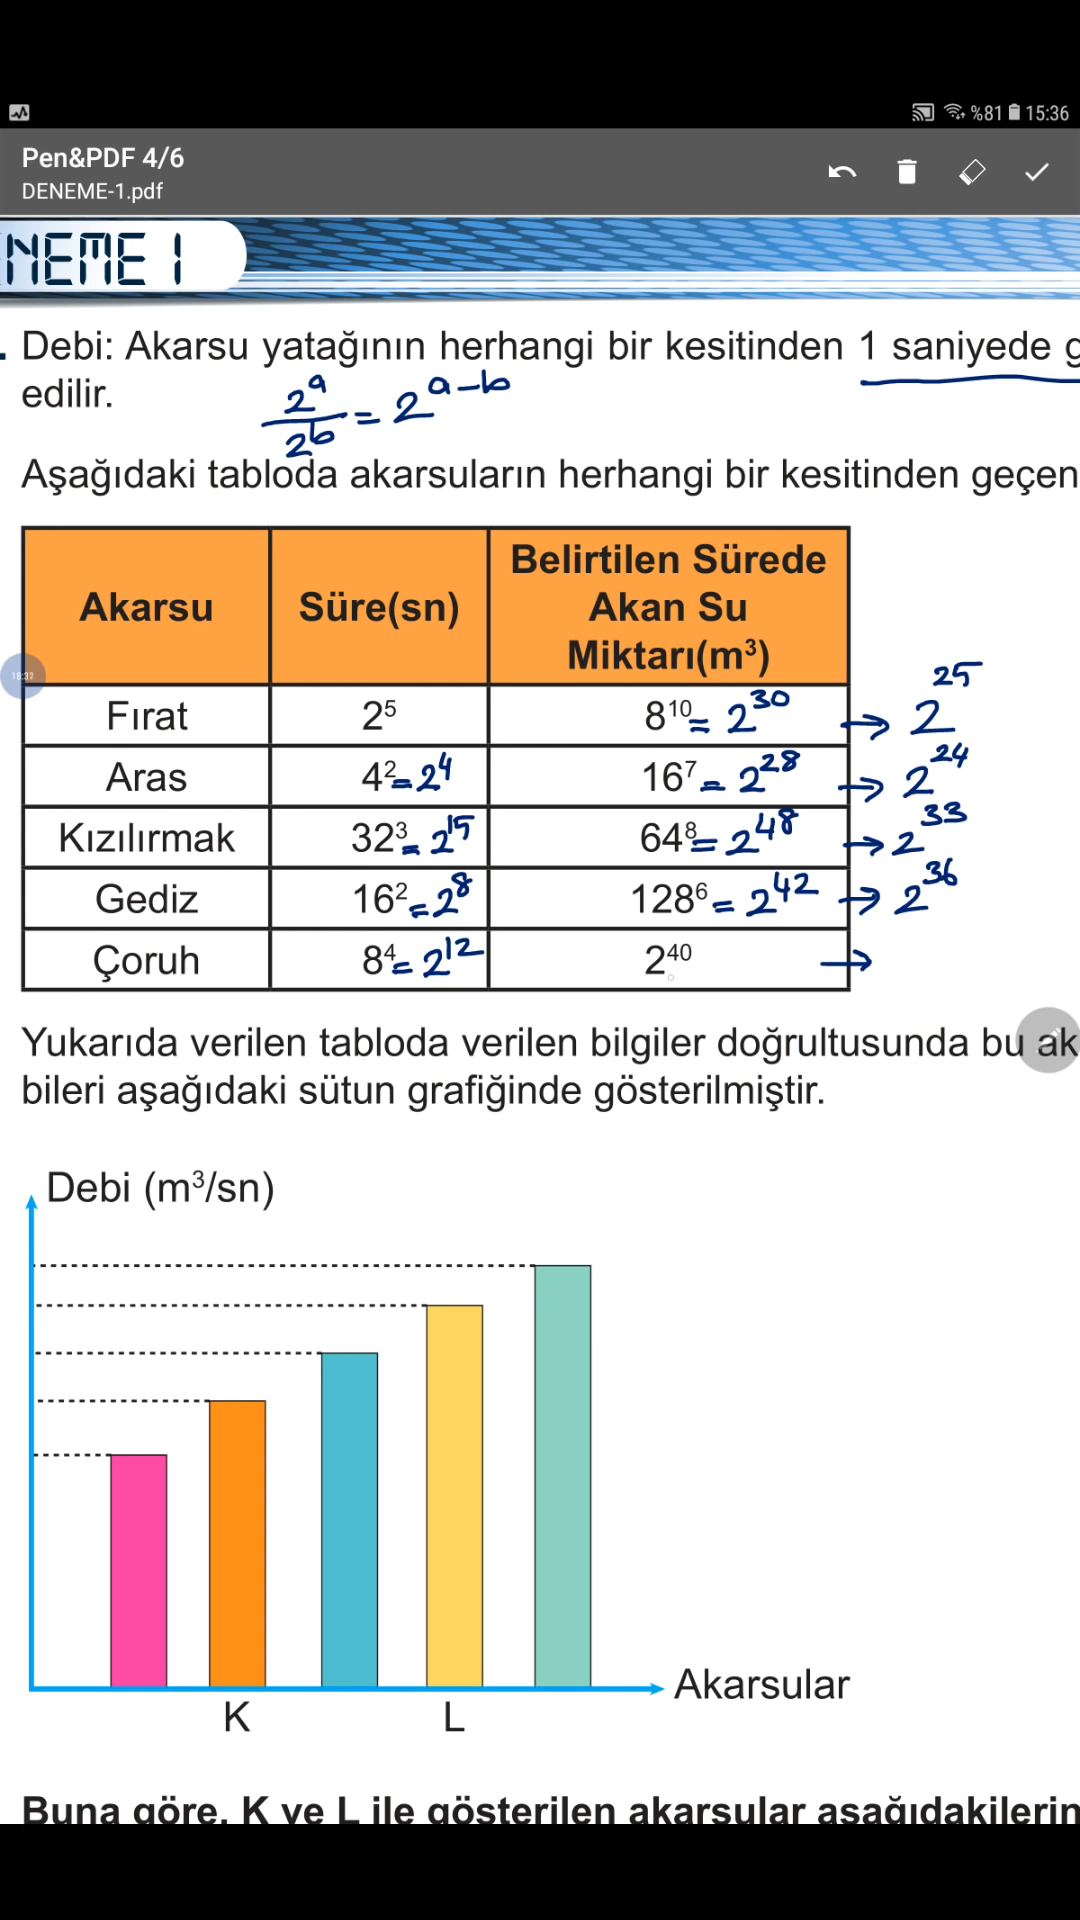 %81 15:36
Pen&PDF 4/6
DENEME-1.pdf
NEME 1
. Debi: Akarsu yatağının herhangi bir kesitinden 1 saniyede g
edilir.
2^a/2^b = 2^(a-b)
Aşağıdaki tabloda akarsuların herhangi bir kesitinden geçen
Akarsu Süre(sn) Belirtilen Sürede Akan Su Miktarı(m³)
18:32
Fırat 2⁵ 8¹⁰ = 2³⁰ → 2²⁵
Aras 4² = 2⁴ 16⁷ = 2²⁸ → 2²⁴
Kızılırmak 32³ = 2¹⁵ 64⁸ = 2⁴⁸ → 2³³
Gediz 16² = 2⁸ 128⁶ = 2⁴² → 2³⁶
Çoruh 8⁴ = 2¹² 2⁴⁰ →
Yukarıda verilen tabloda verilen bilgiler doğrultusunda bu ak
bileri aşağıdaki sütun grafiğinde gösterilmiştir.
Debi (m³/sn)
Akarsular
K L
Buna göre, K ve L ile gösterilen akarsular aşağıdakilerin